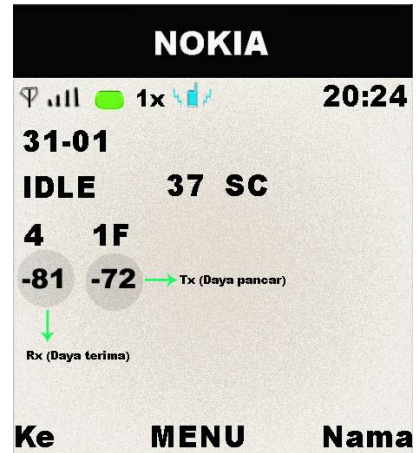 NOKIA
1x 20:24
31-01
IDLE 37 SC
4 1F
-81 -72 Tx (Daya pancar)
Rx (Daya terima)
Ke MENU Nama